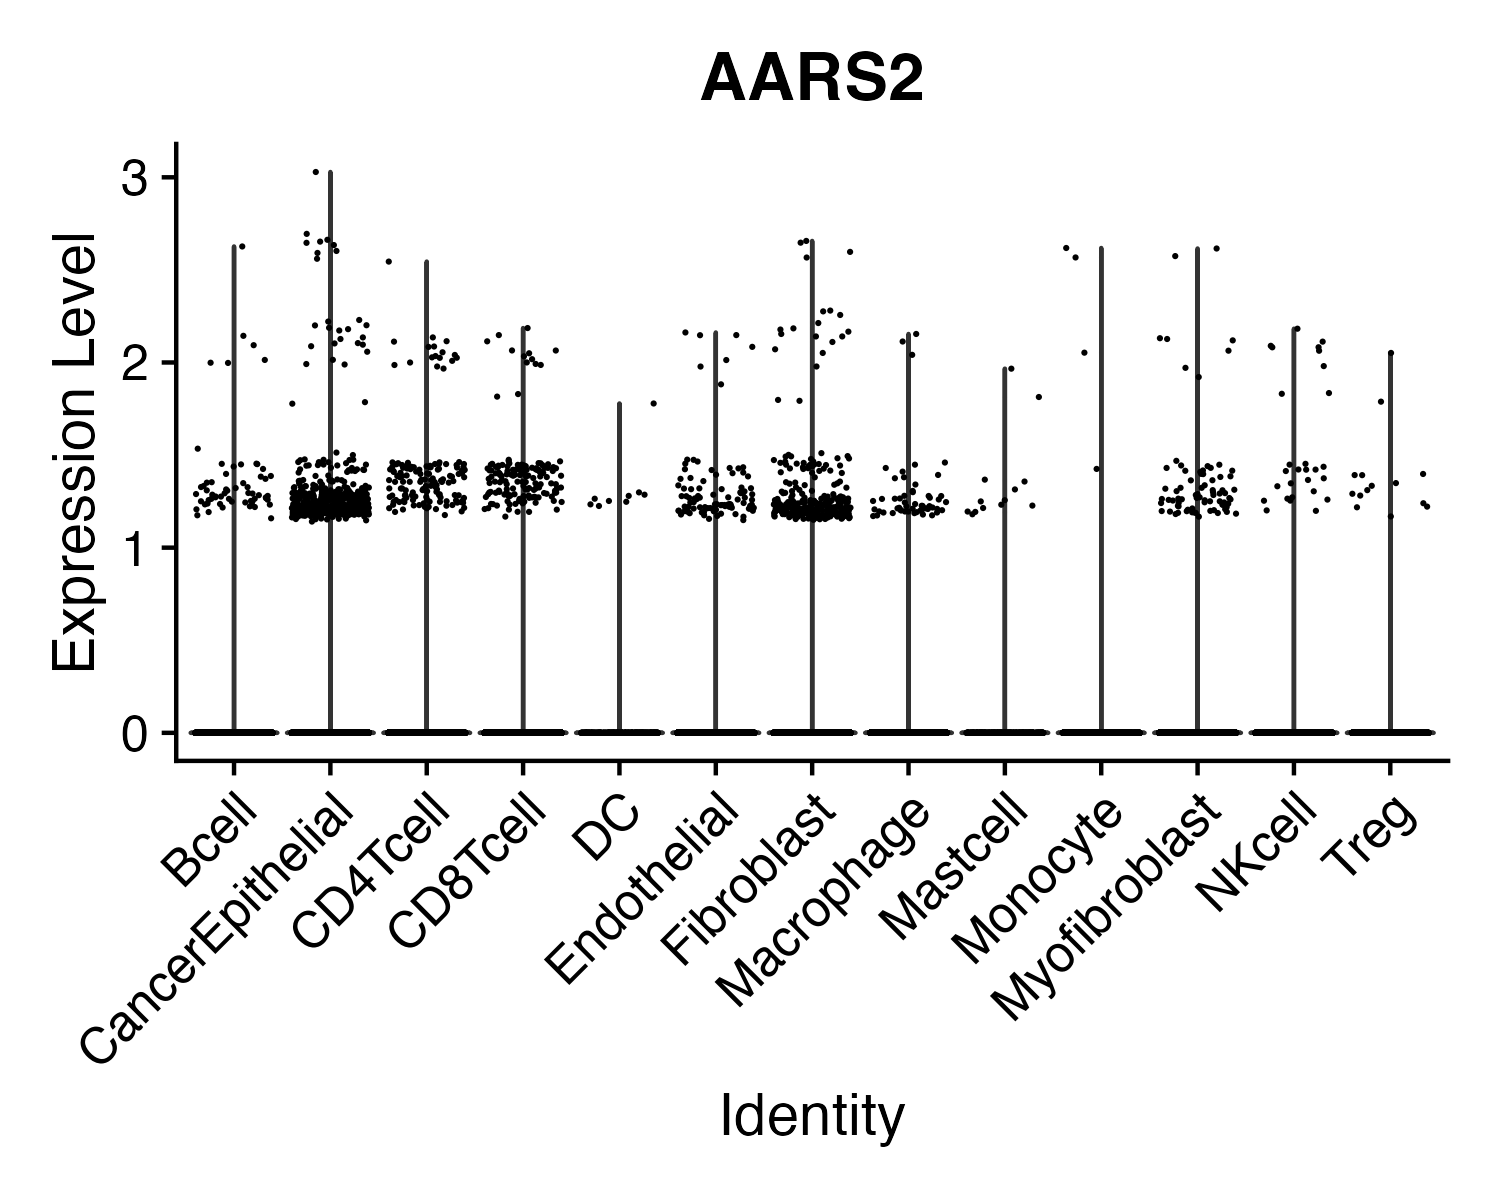 AARS2
Expression Level
3
2
1
0
Bcell
CancerEpithelial
CD4Tcell
CD8Tcell
DC
Endothelial
Fibroblast
Macrophage
Mastcell
Monocyte
Myofibroblast
NKcell
Treg
Identity